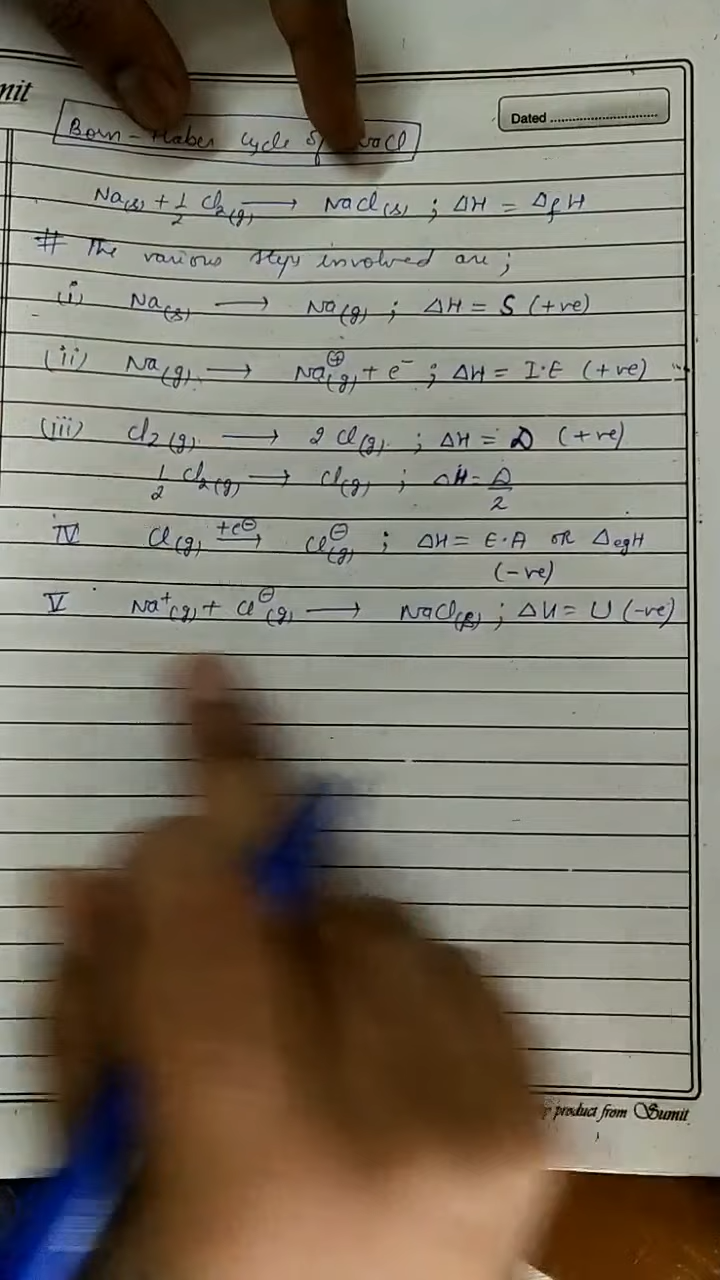 Dated
Born-Haber Cycle of NaCl
Na(s) + 1/2 Cl2(g) ⟶ NaCl(s) ; ΔH = ΔfH
# The various steps involved are ;
(i) Na(s) ⟶ Na(g) ; ΔH = S (+ve)
(ii) Na(g) ⟶ Na⊕(g) + e⁻ ; ΔH = I.E (+ve)
(iii) Cl2(g) ⟶ 2 Cl(g) ; ΔH = D (+ve)
1/2 Cl2(g) ⟶ Cl(g) ; ΔH = D/2
IV Cl(g) +e⊖⟶ Cl⊖(g) ; ΔH = E.A OR ΔegH
(-ve)
V Na⁺(g) + Cl⊖(g) ⟶ NaCl(s) ; ΔH = U (-ve)
product from Sumit